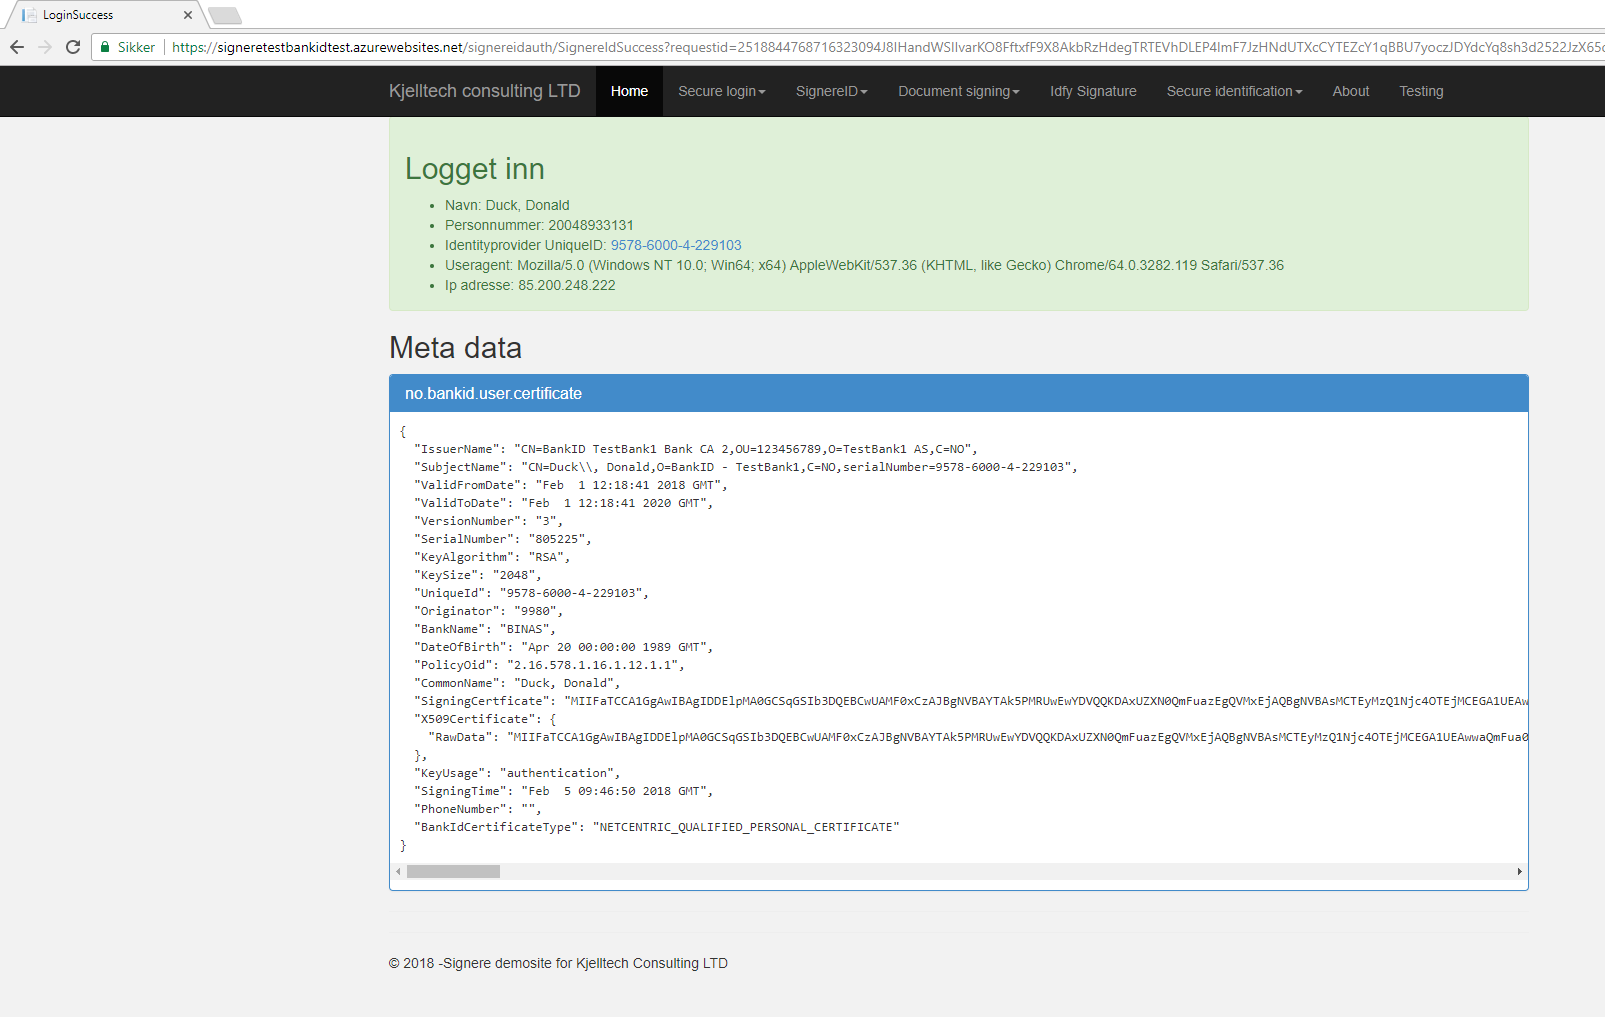 LoginSuccess
Sikker https://signeretestbankidtest.azurewebsites.net/signereidauth/SignereIdSuccess?requestid=
Kjelltech consulting LTD Home Secure login SignereID Document signing Idfy Signature Secure identification About Testing
Logget inn
Navn: Duck, Donald
Personnummer: 20048933131
Identityprovider UniqueID: 9578-6000-4-229103
Useragent: Mozilla/5.0 (Windows NT 10.0; Win64; x64) AppleWebKit/537.36 (KHTML, like Gecko) Chrome/64.0.3282.119 Safari/537.36
Ip adresse: 85.200.248.222
Meta data
no.bankid.user.certificate
{
"IssuerName": "CN=BankID TestBank1 Bank CA 2,OU=123456789,O=TestBank1 AS,C=NO",
"SubjectName": "CN=Duck\\, Donald,O=BankID - TestBank1,C=NO,serialNumber=9578-6000-4-229103",
"ValidFromDate": "Feb  1 12:18:41 2018 GMT",
"ValidToDate": "Feb  1 12:18:41 2020 GMT",
"VersionNumber": "3",
"SerialNumber": "805225",
"KeyAlgorithm": "RSA",
"KeySize": "2048",
"UniqueId": "9578-6000-4-229103",
"Originator": "9980",
"BankName": "BINAS",
"DateOfBirth": "Apr 20 00:00:00 1989 GMT",
"PolicyOid": "2.16.578.1.16.1.12.1.1",
"CommonName": "Duck, Donald",
"SigningCertficate": "MIIFaTCCA1GgAwIBAgIDDElpMA0GCSqGSIb3DQEBCwUAMF0xCzAJBgNVBAYTAk5PMRUwEwYDVQQKDAxUZXN0QmFuazEgQVMxEjAQBgNVBAsMCTEyMzQ1Njc4OTEjMCEGA1UEAw
"X509Certificate": {
"RawData": "MIIFaTCCA1GgAwIBAgIDDElpMA0GCSqGSIb3DQEBCwUAMF0xCzAJBgNVBAYTAk5PMRUwEwYDVQQKDAxUZXN0QmFuazEgQVMxEjAQBgNVBAsMCTEyMzQ1Njc4OTEjMCEGA1UEAwwaQmFua0
},
"KeyUsage": "authentication",
"SigningTime": "Feb  5 09:46:50 2018 GMT",
"PhoneNumber": "",
"BankIdCertificateType": "NETCENTRIC_QUALIFIED_PERSONAL_CERTIFICATE"
}
© 2018 -Signere demosite for Kjelltech Consulting LTD